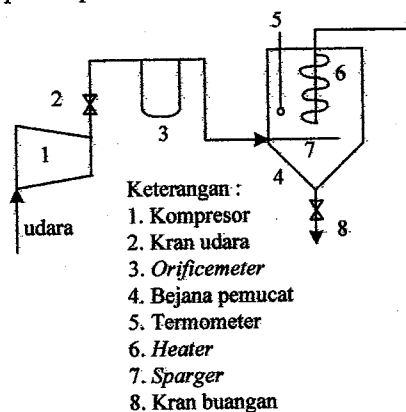 5
2
6
1
3
7
4
udara
8
Keterangan :
1. Kompresor
2. Kran udara
3. Orificemeter
4. Bejana pemucat
5. Termometer
6. Heater
7. Sparger
8. Kran buangan